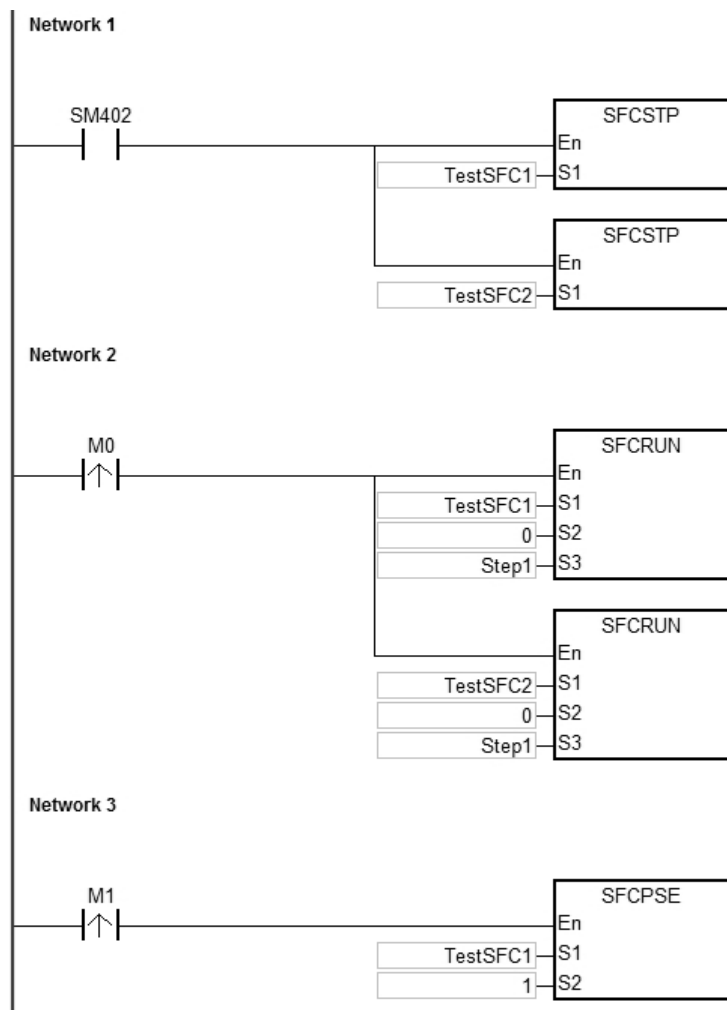 Network 1
SM402
SFCSTP
En
TestSFC1 S1
SFCSTP
En
TestSFC2 S1
Network 2
M0
SFCRUN
En
TestSFC1 S1
0 S2
Step1 S3
SFCRUN
En
TestSFC2 S1
0 S2
Step1 S3
Network 3
M1
SFCPSE
En
TestSFC1 S1
1 S2